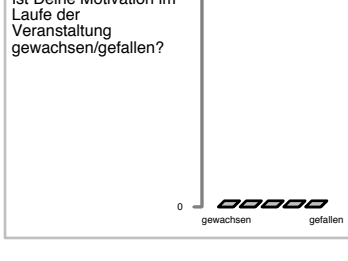 Ist Deine Motivation im
Laufe der
Veranstaltung
gewachsen/gefallen?
0
gewachsen gefallen